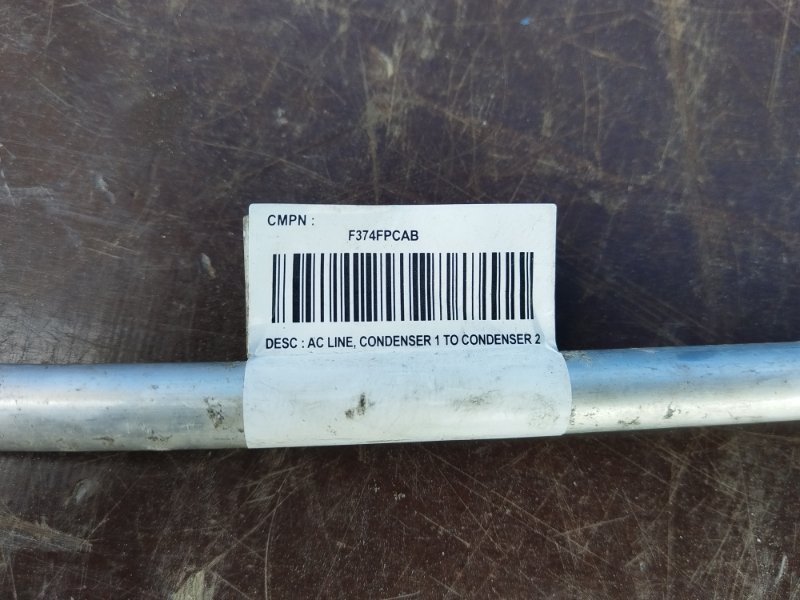 CMPN :
F374FPCAB
DESC : AC LINE, CONDENSER 1 TO CONDENSER 2